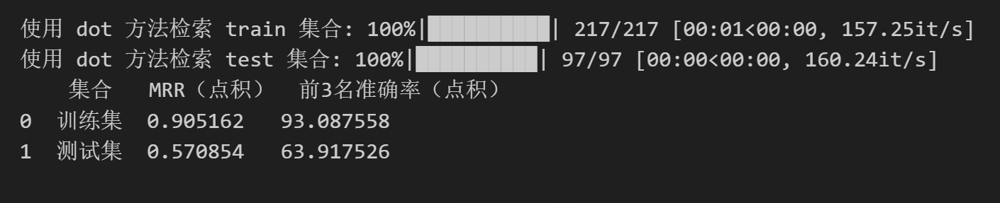 使用 dot 方法检索 train 集合: 100%|██████████| 217/217 [00:01<00:00, 157.25it/s]
使用 dot 方法检索 test 集合: 100%|██████████| 97/97 [00:00<00:00, 160.24it/s]
集合 MRR（点积） 前3名准确率（点积）
0 训练集 0.905162 93.087558
1 测试集 0.570854 63.917526